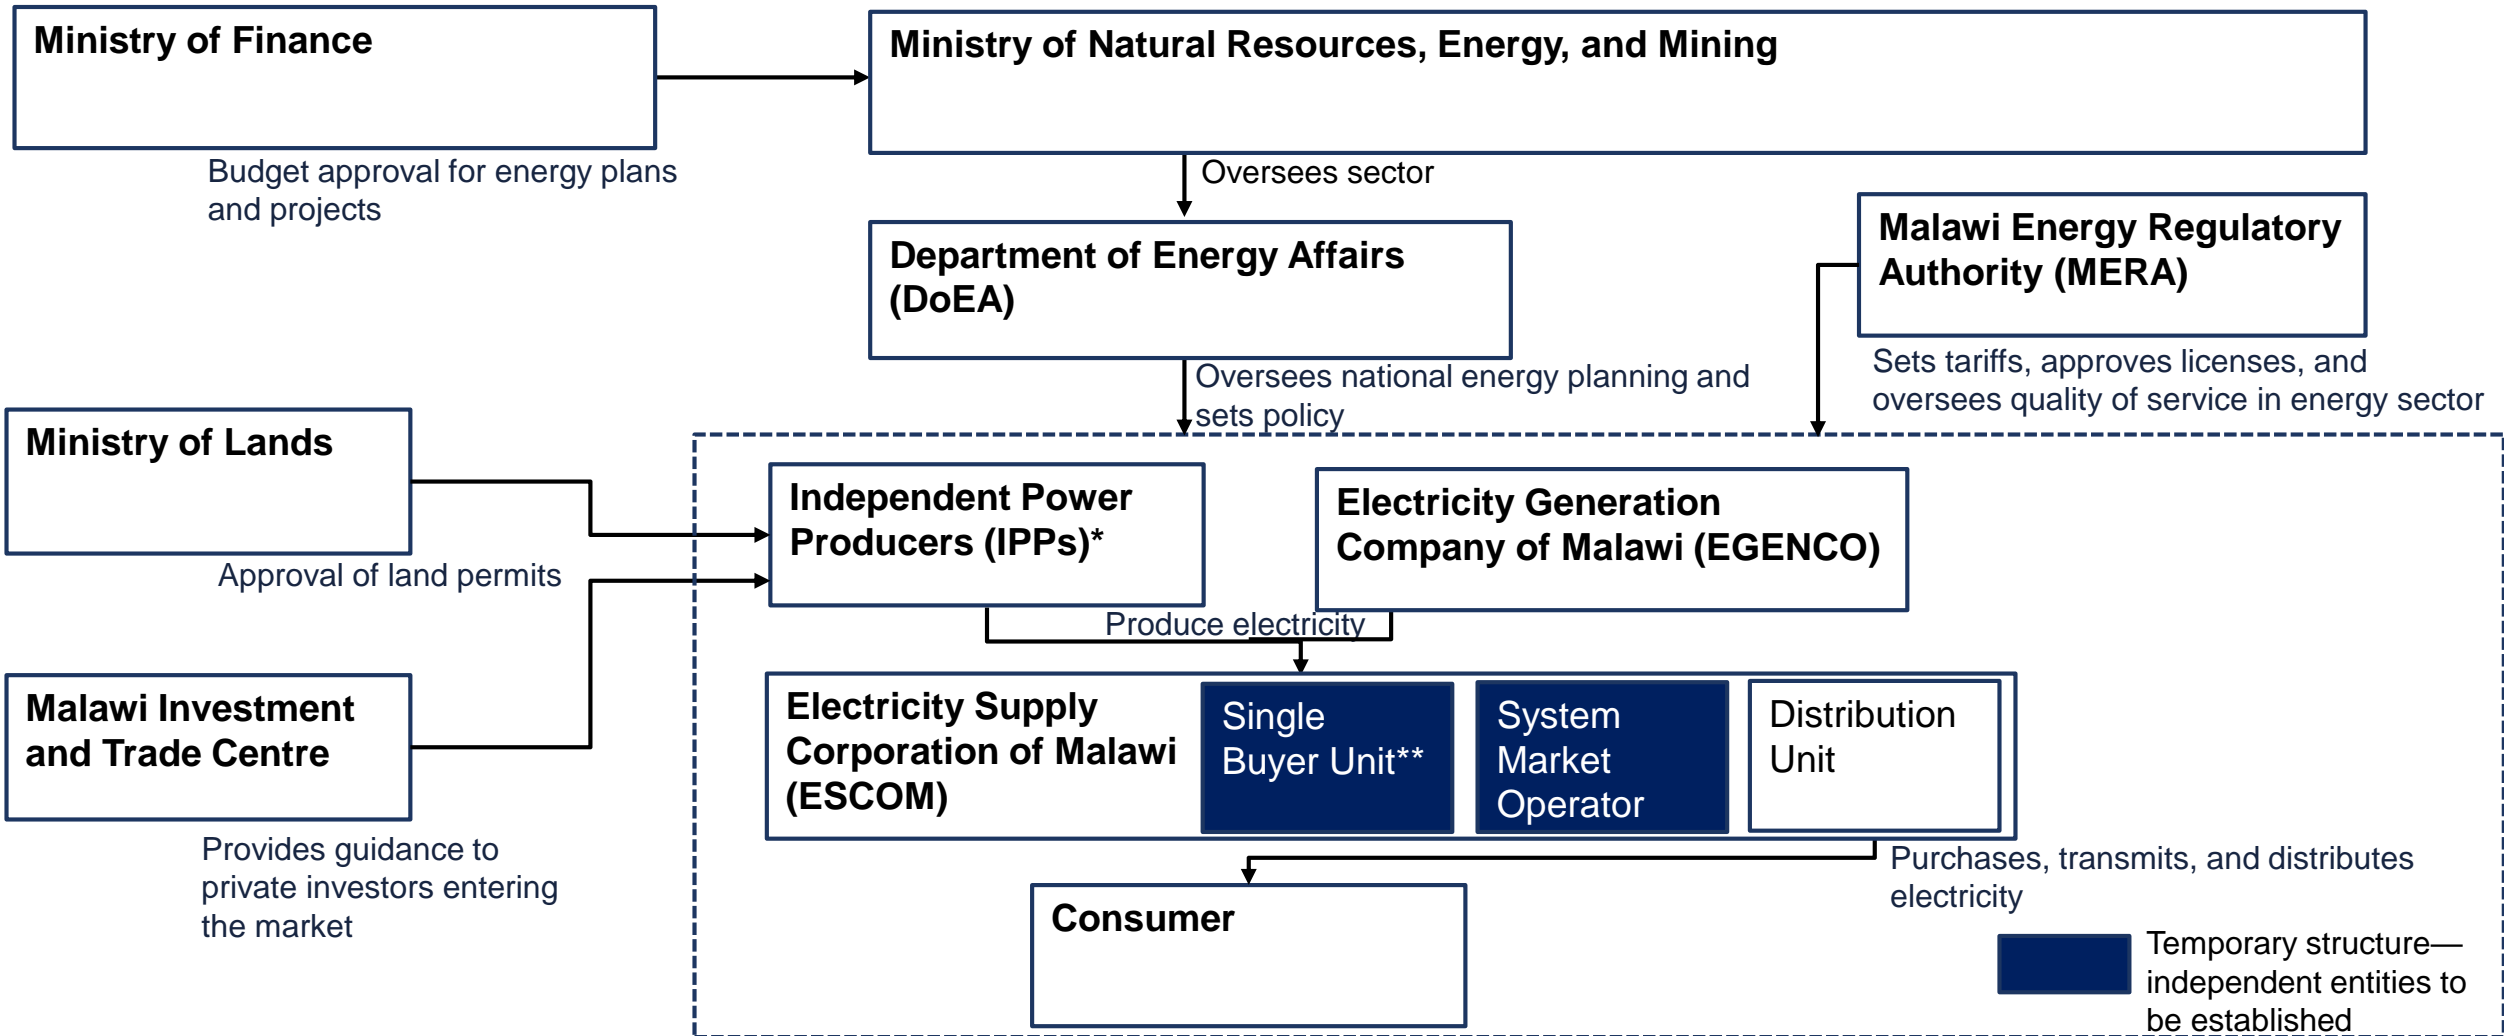 Ministry of Finance
Ministry of Natural Resources, Energy, and Mining
Budget approval for energy plans
and projects
Oversees sector
Department of Energy Affairs
(DoEA)
Malawi Energy Regulatory
Authority (MERA)
Oversees national energy planning and
sets policy
Sets tariffs, approves licenses, and
oversees quality of service in energy sector
Ministry of Lands
Approval of land permits
Independent Power
Producers (IPPs)*
Electricity Generation
Company of Malawi (EGENCO)
Produce electricity
Malawi Investment
and Trade Centre
Provides guidance to
private investors entering
the market
Electricity Supply
Corporation of Malawi
(ESCOM)
Single
Buyer Unit**
System
Market
Operator
Distribution
Unit
Purchases, transmits, and distributes
electricity
Consumer
Temporary structure—
independent entities to
be established